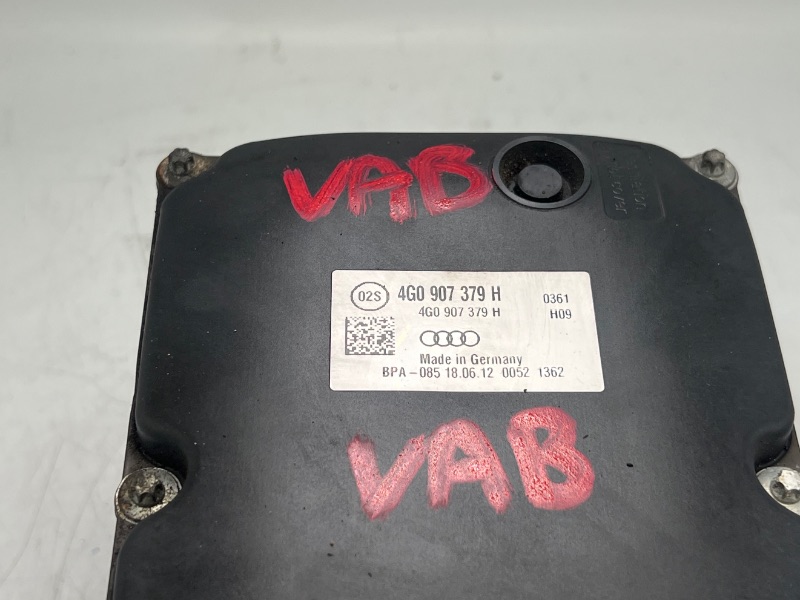 VAB
02S 4G0 907 379 H 0361
4G0 907 379 H H09
Made in Germany
BPA-085 18.06.12 0052 1362
VAB